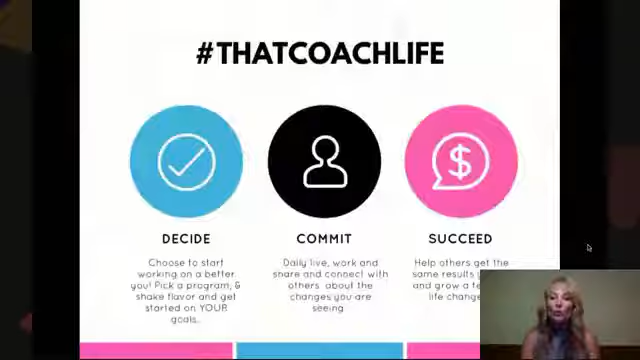 #THATCOACHLIFE
DECIDE
Choose to start
working on a better
you! Pick a program, &
shake flavor and get
started on YOUR
goals.
COMMIT
Daily live, work and
share and connect with
others about the
changes you are
seeing
SUCCEED
Help others get the
same results
and grow a
life